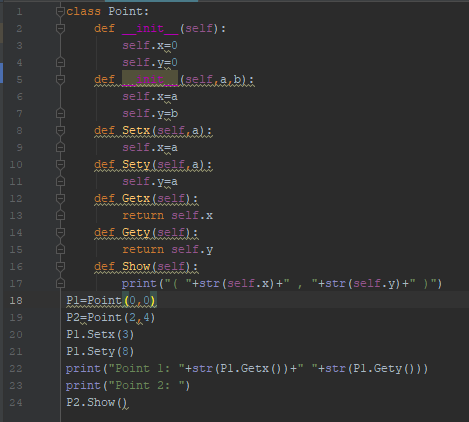 1 class Point:
2     def __init__(self):
3         self.x=0
4         self.y=0
5     def __init__(self,a,b):
6         self.x=a
7         self.y=b
8     def Setx(self,a):
9         self.x=a
10     def Sety(self,a):
11         self.y=a
12     def Getx(self):
13         return self.x
14     def Gety(self):
15         return self.y
16     def Show(self):
17         print("( "+str(self.x)+" , "+str(self.y)+" )")
18 P1=Point(0,0)
19 P2=Point(2,4)
20 P1.Setx(3)
21 P1.Sety(8)
22 print("Point 1: "+str(P1.Getx())+" "+str(P1.Gety()))
23 print("Point 2: ")
24 P2.Show()